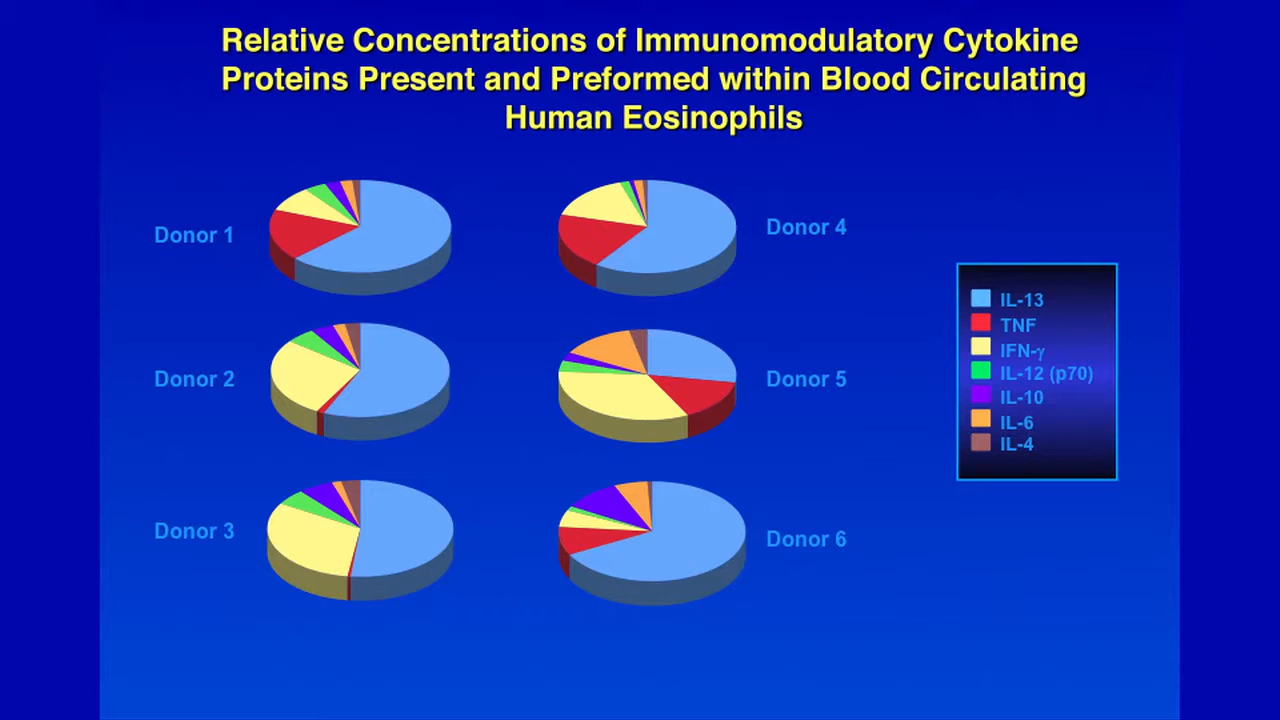 Relative Concentrations of Immunomodulatory Cytokine
Proteins Present and Preformed within Blood Circulating
Human Eosinophils
Donor 1
Donor 4
Donor 2
Donor 5
Donor 3
Donor 6
IL-13
TNF
IFN-γ
IL-12 (p70)
IL-10
IL-6
IL-4